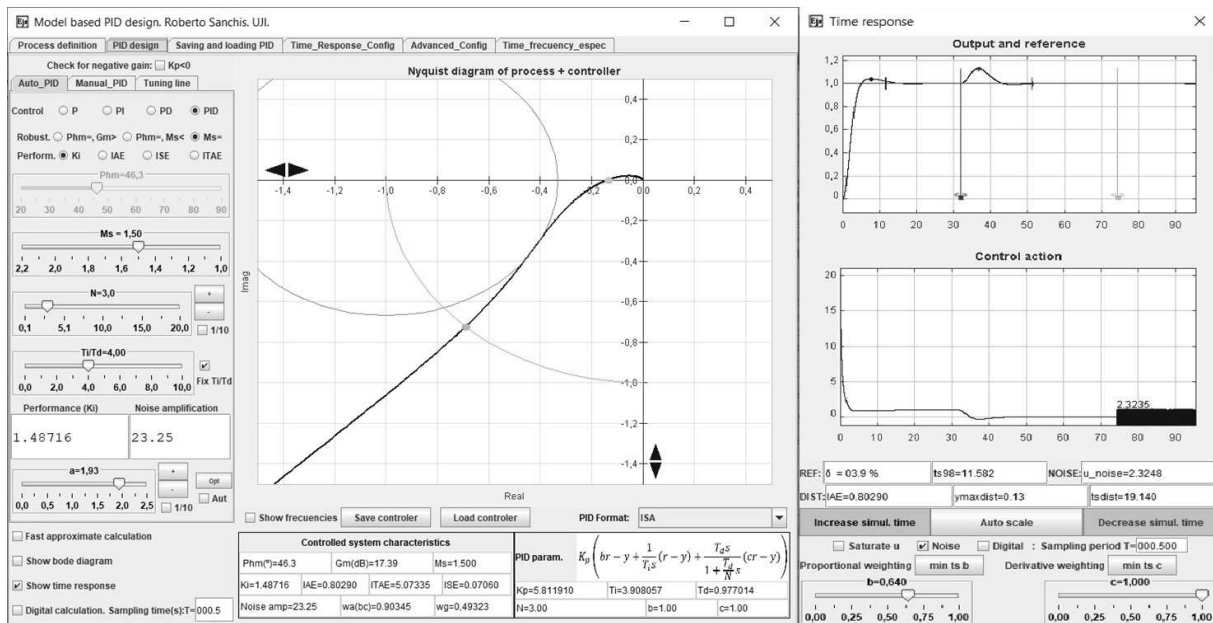 Model based PID design. Roberto Sanchis. UJI.
Process definition PID design Saving and loading PID Time_Response_Config Advanced_Config Time_frecuency_espec
Check for negative gain: Kp<0
Auto_PID Manual_PID Tuning line
Control P PI PD PID
Robust. Phm=, Gm> Phm=, Ms< Ms=
Perform. Ki IAE ISE ITAE
Phm=46,3
20 30 40 50 60 70 80 90
Ms = 1,50
2,2 2,0 1,8 1,6 1,4 1,2 1,0
N=3,0
+
-
0,1 5,1 10,0 15,0 20,0
1/10
Ti/Td=4,00
0,0 2,0 4,0 6,0 8,0 10,0
Fix Ti/Td
Performance (Ki) Noise amplification
1.48716 23.25
a=1,93
+
-
0,0 0,5 1,0 1,5 2,0 2,5
1/10
Opt
Aut
Fast approximate calculation
Show bode diagram
Show time response
Digital calculation. Sampling time(s):T= 000.5
Nyquist diagram of process + controller
0,4
0,2
-1,4 -1,2 -1,0 -0,8 -0,6 -0,4 -0,2 0,0 0,0 0,2 0,4
-0,2
-0,4
-0,6
-0,8
-1,0
-1,2
-1,4
Imag
Real
Show frecuencies Save controler Load controler PID Format: ISA
Controlled system characteristics
Phm(º)=46.3 Gm(dB)=17.39 Ms=1.500
Ki=1.48716 IAE=0.80290 ITAE=5.07335 ISE=0.07060
Noise amp=23.25 wa(bc)=0.90345 wg=0,49323
PID param. K_p ( br − y + 1/(T_i s) (r − y) + T_d s/(1 + T_d/N s) (cr − y) )
Kp=5.811910 Ti=3.908057 Td=0.977014
N=3.00 b=1.00 c=1.00
Time response
Output and reference
1,2
1,0
0,8
0,6
0,4
0,2
0
0 10 20 30 40 50 60 70 80 90
Control action
20
15
10
5
0
2.3235
0 10 20 30 40 50 60 70 80 90
REF: δ = 03.9 % ts98=11.582 NOISE: u_noise=2.3248
DIST: IAE=0.80290 ymaxdist=0.13 tsdist=19.140
Increase simul. time Auto scale Decrease simul. time
Saturate u Noise Digital : Sampling period T= 000.500
Proportional weighting min ts b Derivative weighting min ts c
b=0,640 c=1,000
0,00 0,25 0,50 0,75 1,00 0,00 0,25 0,50 0,75 1,00